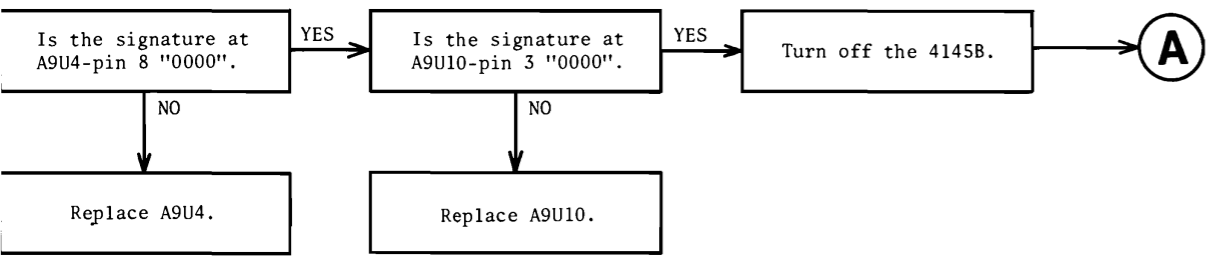 Is the signature at
A9U4-pin 8 "0000".
YES
Is the signature at
A9U10-pin 3 "0000".
YES
Turn off the 4145B.
A
NO
NO
Replace A9U4.
Replace A9U10.